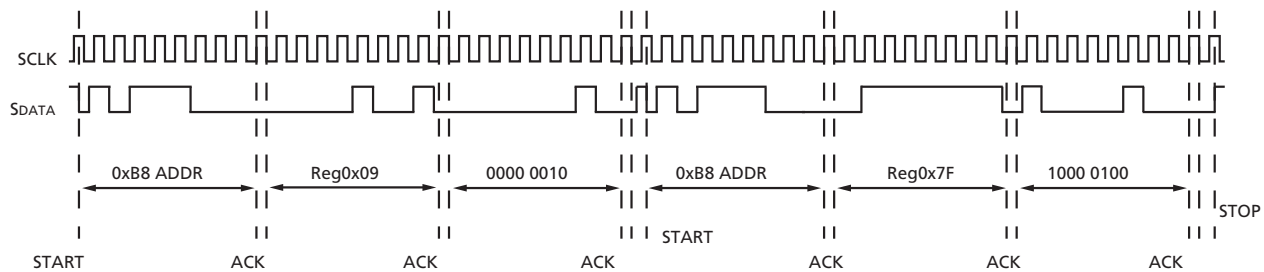 SCLK
SDATA
0xB8 ADDR Reg0x09 0000 0010 0xB8 ADDR Reg0x7F 1000 0100
STOP
START
START ACK ACK ACK ACK ACK ACK